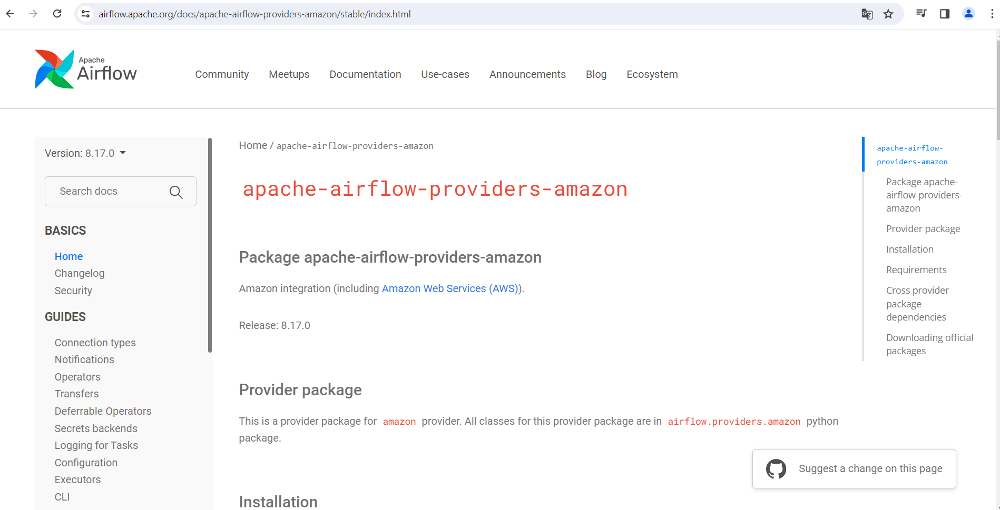 airflow.apache.org/docs/apache-airflow-providers-amazon/stable/index.html
Apache
Airflow
Community
Meetups
Documentation
Use-cases
Announcements
Blog
Ecosystem
Version: 8.17.0
Search docs
BASICS
Home
Changelog
Security
GUIDES
Connection types
Notifications
Operators
Transfers
Deferrable Operators
Secrets backends
Logging for Tasks
Configuration
Executors
CLI
Home / apache-airflow-providers-amazon
apache-airflow-providers-amazon
Package apache-airflow-providers-amazon
Amazon integration (including Amazon Web Services (AWS)).
Release: 8.17.0
Provider package
This is a provider package for amazon provider. All classes for this provider package are in airflow.providers.amazon python
package.
Installation
apache-airflow-
providers-amazon
Package apache-
airflow-providers-
amazon
Provider package
Installation
Requirements
Cross provider
package
dependencies
Downloading official
packages
Suggest a change on this page